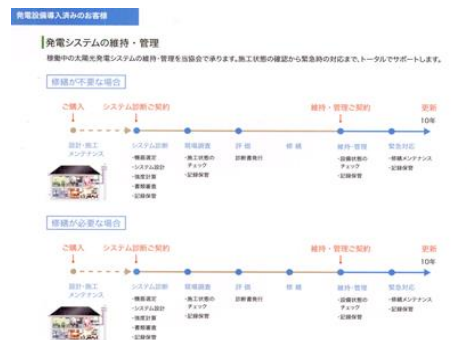 発電設備導入済みのお客様
発電システムの維持・管理
稼働中の太陽光発電システムの維持・管理を当協会で承ります。施工状態の確認から緊急時の対応まで、トータルでサポートします。
修繕が不要な場合
ご購入 システム診断ご契約 維持・管理ご契約 更新
10年
設計・施工 システム診断 現場調査 評価 修繕 維持・管理 緊急対応
メンテナンス ・機器選定 ・施工状態の 診断書発行 ・設備状態の ・修繕メンテナンス
・システム設計 チェック チェック ・記録保管
・強度計算 ・記録保管 ・記録保管
・書類審査
・記録保管
修繕が必要な場合
ご購入 システム診断ご契約 維持・管理ご契約 更新
10年
設計・施工 システム診断 現場調査 評価 修繕 維持・管理 緊急対応
メンテナンス ・機器選定 ・施工状態の 診断書発行 ・設備状態の ・修繕メンテナンス
・システム設計 チェック チェック ・記録保管
・強度計算 ・記録保管 ・記録保管
・書類審査
・記録保管